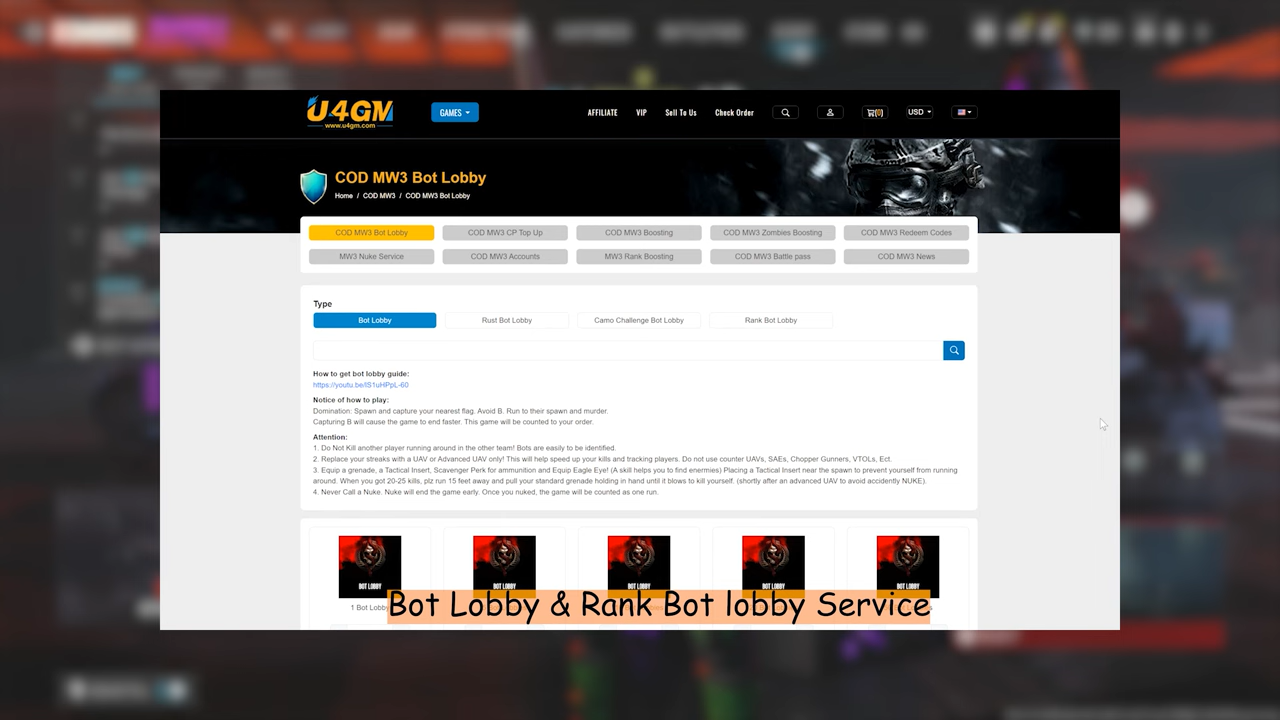 U4GM
www.u4gm.com
GAMES
AFFILIATE
VIP
Sell To Us
Check Order
(0)
USD
COD MW3 Bot Lobby
Home / COD MW3 / COD MW3 Bot Lobby
COD MW3 Bot Lobby
COD MW3 CP Top Up
COD MW3 Boosting
COD MW3 Zombies Boosting
COD MW3 Redeem Codes
MW3 Nuke Service
COD MW3 Accounts
MW3 Rank Boosting
COD MW3 Battle pass
COD MW3 News
Type
Bot Lobby
Rust Bot Lobby
Camo Challenge Bot Lobby
Rank Bot Lobby
How to get bot lobby guide:
https://youtu.be/IS1uHPpL-60
Notice of how to play:
Domination: Spawn and capture your nearest flag. Avoid B. Run to their spawn and murder.
Capturing B will cause the game to end faster. This game will be counted to your order.
Attention:
1. Do Not Kill another player running around in the other team! Bots are easily to be identified.
2. Replace your streaks with a UAV or Advanced UAV only! This will help speed up your kills and tracking players. Do not use counter UAVs, SAEs, Chopper Gunners, VTOLs, Ect.
3. Equip a grenade, a Tactical Insert, Scavenger Perk for ammunition and Equip Eagle Eye! (A skill helps you to find enemies) Placing a Tactical Insert near the spawn to prevent yourself from running
around. When you got 20-25 kills, plz run 15 feet away and pull your standard grenade holding in hand until it blows to kill yourself. (shortly after an advanced UAV to avoid accidently NUKE).
4. Never Call a Nuke. Nuke will end the game early. Once you nuked, the game will be counted as one run.
BOT LOBBY
BOT LOBBY
BOT LOBBY
BOT LOBBY
BOT LOBBY
1 Bot Lobby
Bot Lobby & Rank Bot lobby Service